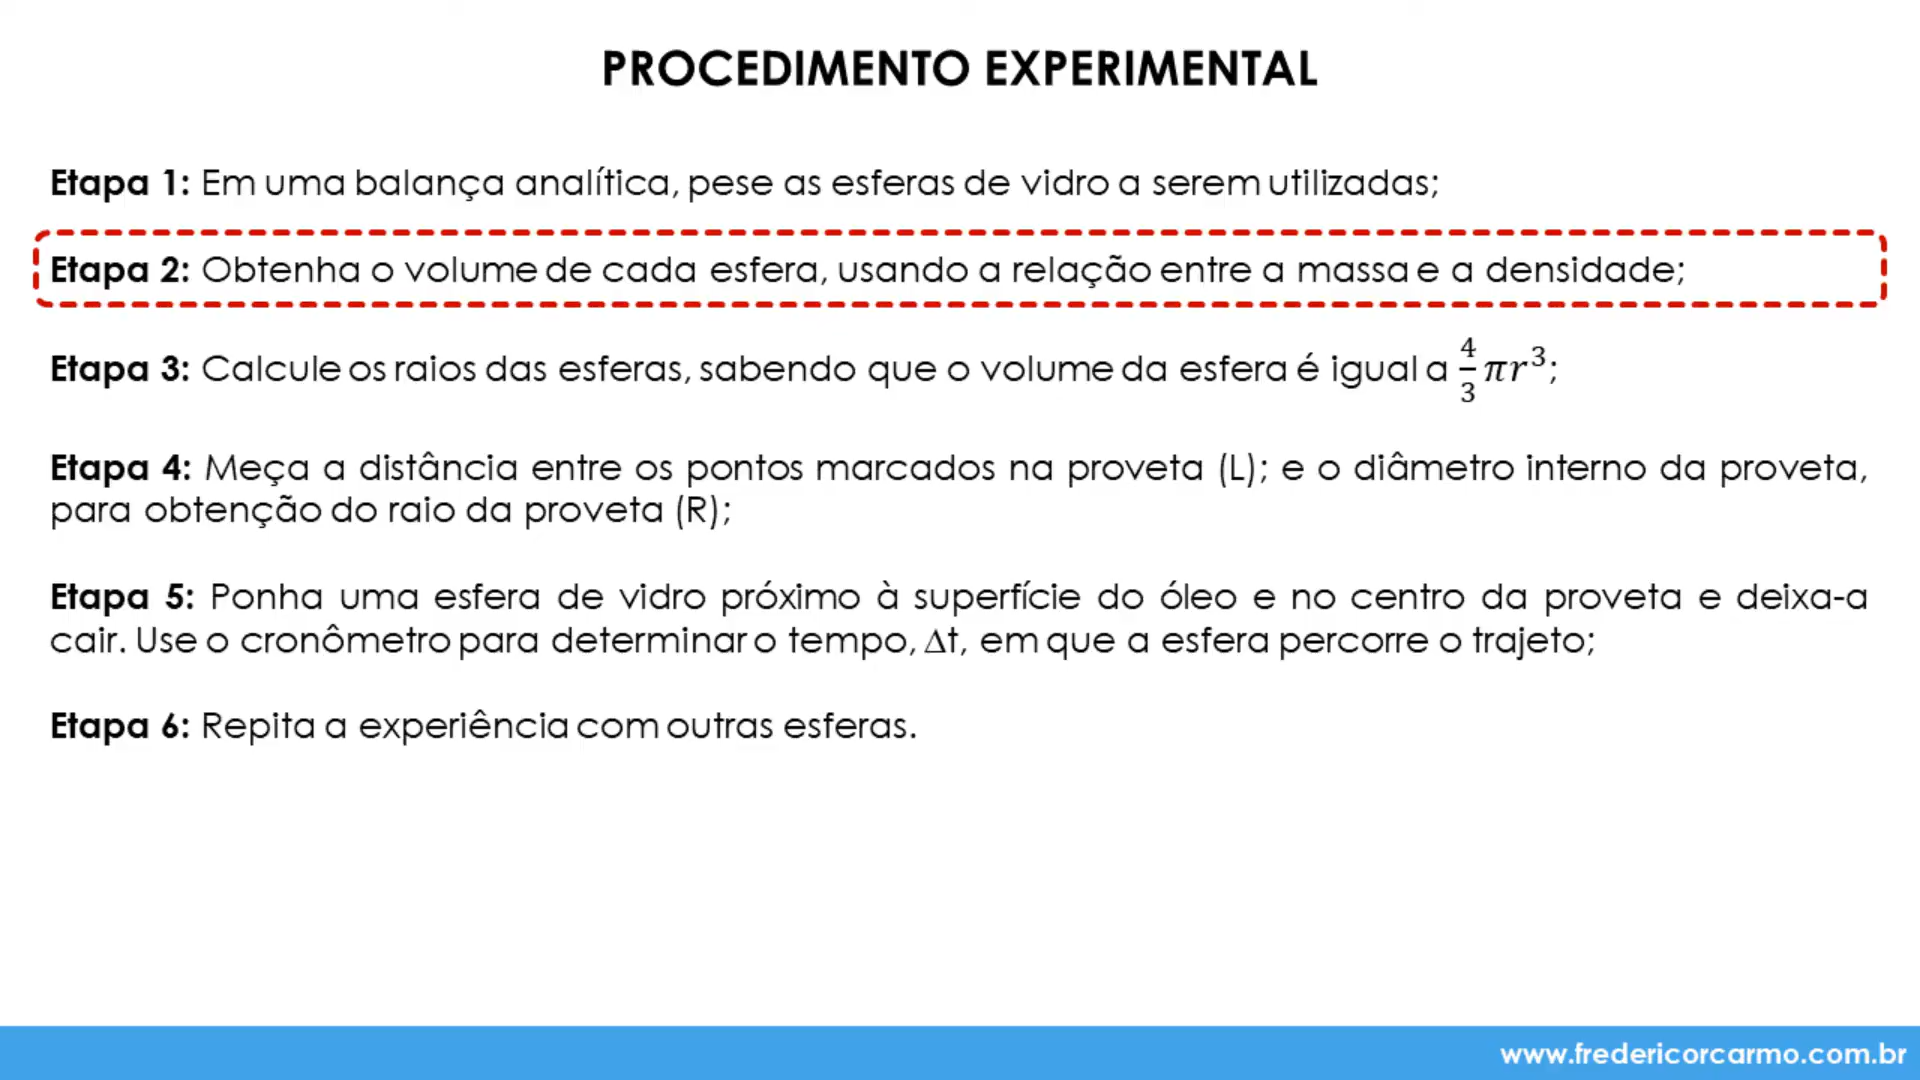 PROCEDIMENTO EXPERIMENTAL
Etapa 1: Em uma balança analítica, pese as esferas de vidro a serem utilizadas;
Etapa 2: Obtenha o volume de cada esfera, usando a relação entre a massa e a densidade;
Etapa 3: Calcule os raios das esferas, sabendo que o volume da esfera é igual a \frac{4}{3}πr³;
Etapa 4: Meça a distância entre os pontos marcados na proveta (L); e o diâmetro interno da proveta,
para obtenção do raio da proveta (R);
Etapa 5: Ponha uma esfera de vidro próximo à superfície do óleo e no centro da proveta e deixa-a
cair. Use o cronômetro para determinar o tempo, Δt, em que a esfera percorre o trajeto;
Etapa 6: Repita a experiência com outras esferas.
www.fredericorcarmo.com.br